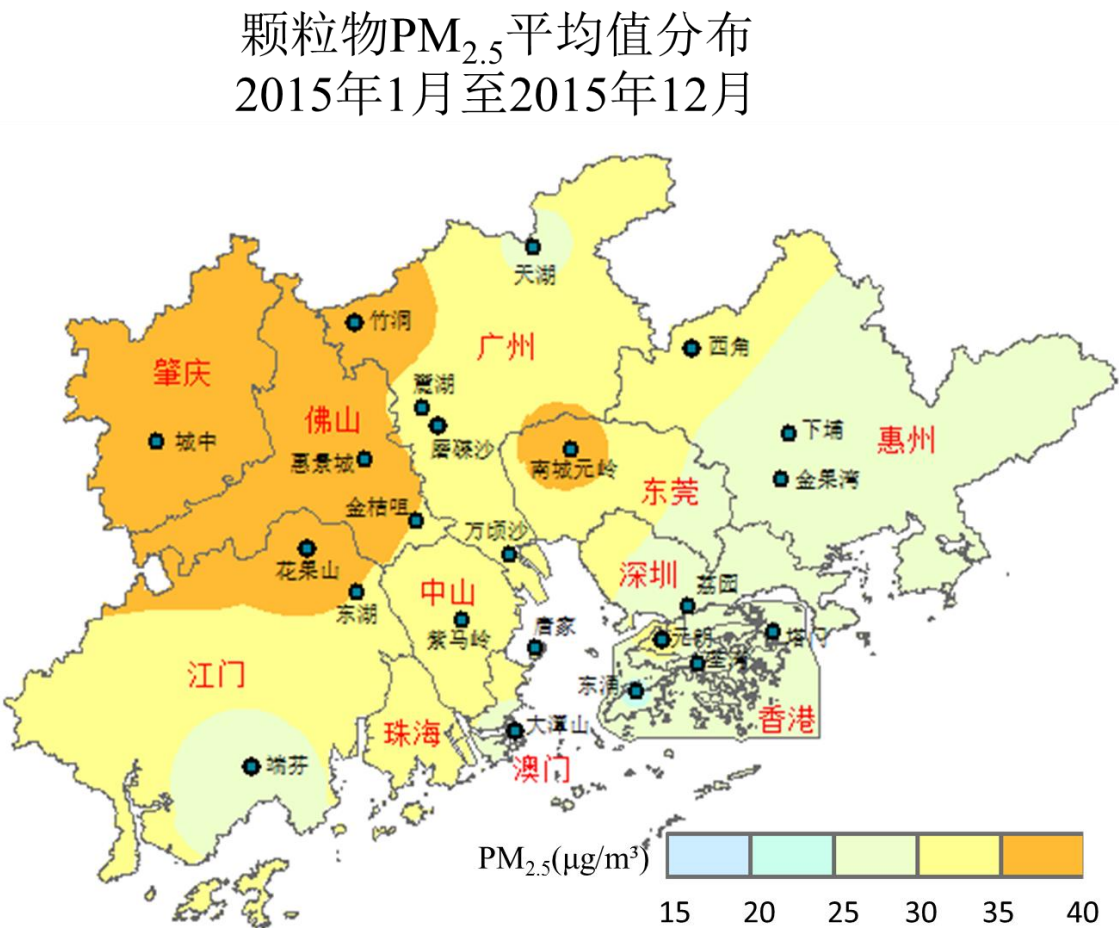 颗粒物PM2.5平均值分布
2015年1月至2015年12月
天湖
竹洞
广州
西角
肇庆
麓湖
佛山
磨碟沙
下埔
惠州
城中
惠景城
南城元岭
金果湾
东莞
金桔咀
万顷沙
花果山
深圳
荔园
中山
东湖
紫马岭
唐家
元朗
塔门
荃湾
江门
东涌
香港
珠海
大潭山
端芬
澳门
PM2.5(μg/m³)
15 20 25 30 35 40